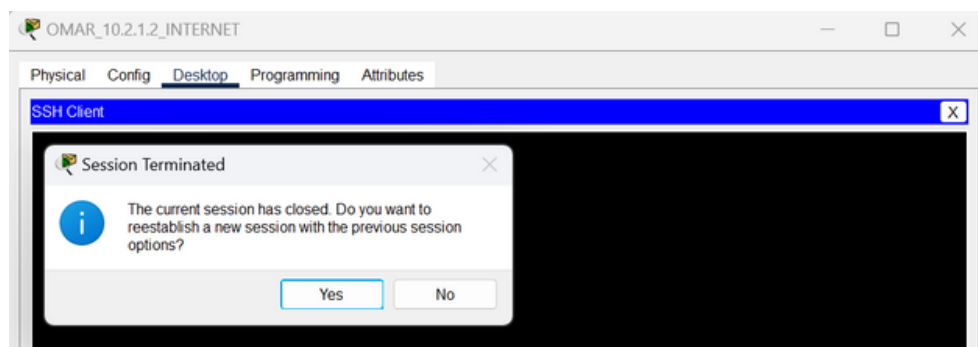 OMAR_10.2.1.2_INTERNET
Physical Config Desktop Programming Attributes
SSH Client X
Session Terminated
The current session has closed. Do you want to
reestablish a new session with the previous session
options?
Yes No